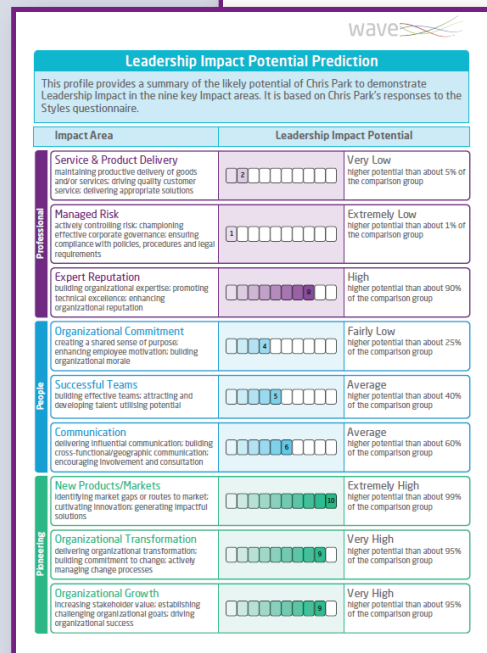 wave
Leadership Impact Potential Prediction
This profile provides a summary of the likely potential of Chris Park to demonstrate
Leadership Impact in the nine key Impact areas. It is based on Chris Park's responses to the
Styles questionnaire.
Impact Area
Leadership Impact Potential
Professional
Service & Product Delivery
maintaining productive delivery of goods
and/or services; driving quality customer
service; delivering appropriate solutions
2
Very Low
higher potential than about 5% of
the comparison group
Managed Risk
actively controlling risk; championing
effective corporate governance; ensuring
compliance with policies, procedures and legal
requirements
1
Extremely Low
higher potential than about 1% of
the comparison group
Expert Reputation
building organizational expertise; promoting
technical excellence; enhancing
organizational reputation
8
High
higher potential than about 90%
of the comparison group
People
Organizational Commitment
creating a shared sense of purpose;
enhancing employee motivation; building
organizational morale
4
Fairly Low
higher potential than about 25%
of the comparison group
Successful Teams
building effective teams; attracting and
developing talent; utilising potential
5
Average
higher potential than about 40%
of the comparison group
Communication
delivering influential communication; building
cross-functional/geographic communication;
encouraging involvement and consultation
6
Average
higher potential than about 60%
of the comparison group
Pioneering
New Products/Markets
identifying market gaps or routes to market;
cultivating innovation; generating impactful
solutions
10
Extremely High
higher potential than about 99%
of the comparison group
Organizational Transformation
delivering organizational transformation;
building commitment to change; actively
managing change processes
9
Very High
higher potential than about 95%
of the comparison group
Organizational Growth
increasing stakeholder value; establishing
challenging organizational goals; driving
organizational success
9
Very High
higher potential than about 95%
of the comparison group